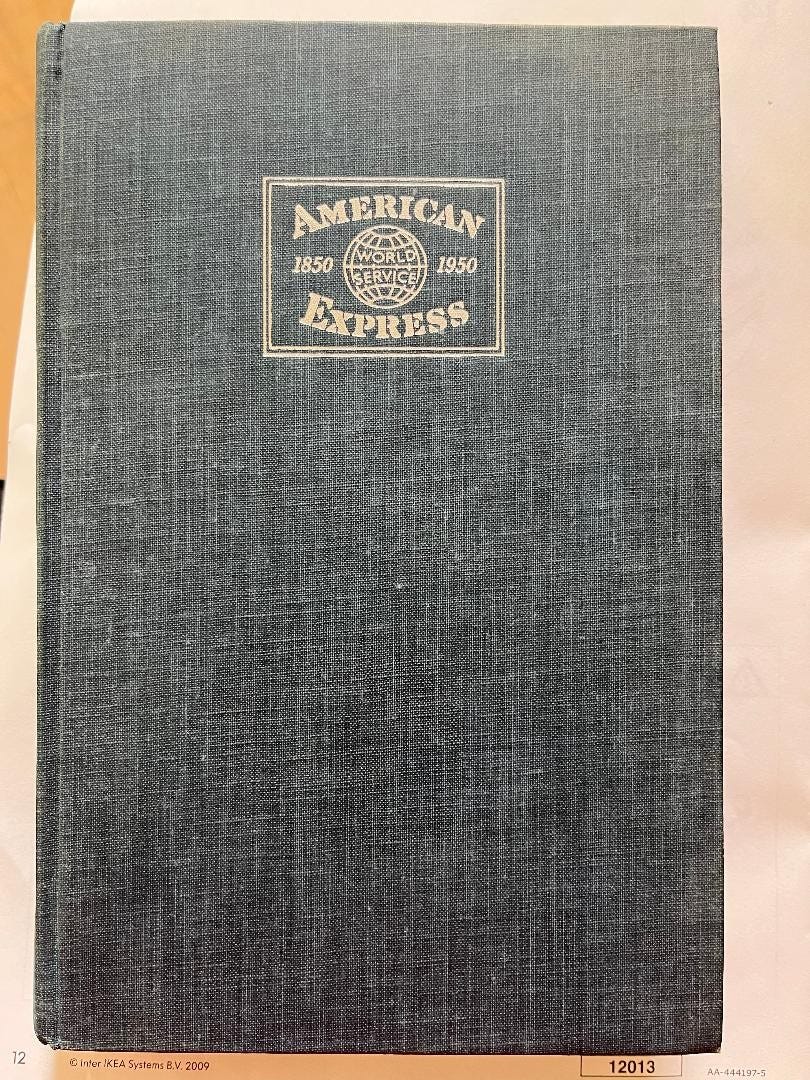 AMERICAN
1850 WORLD SERVICE 1950
EXPRESS
12 © Inter IKEA Systems B.V. 2009 12013 AA-444197-5